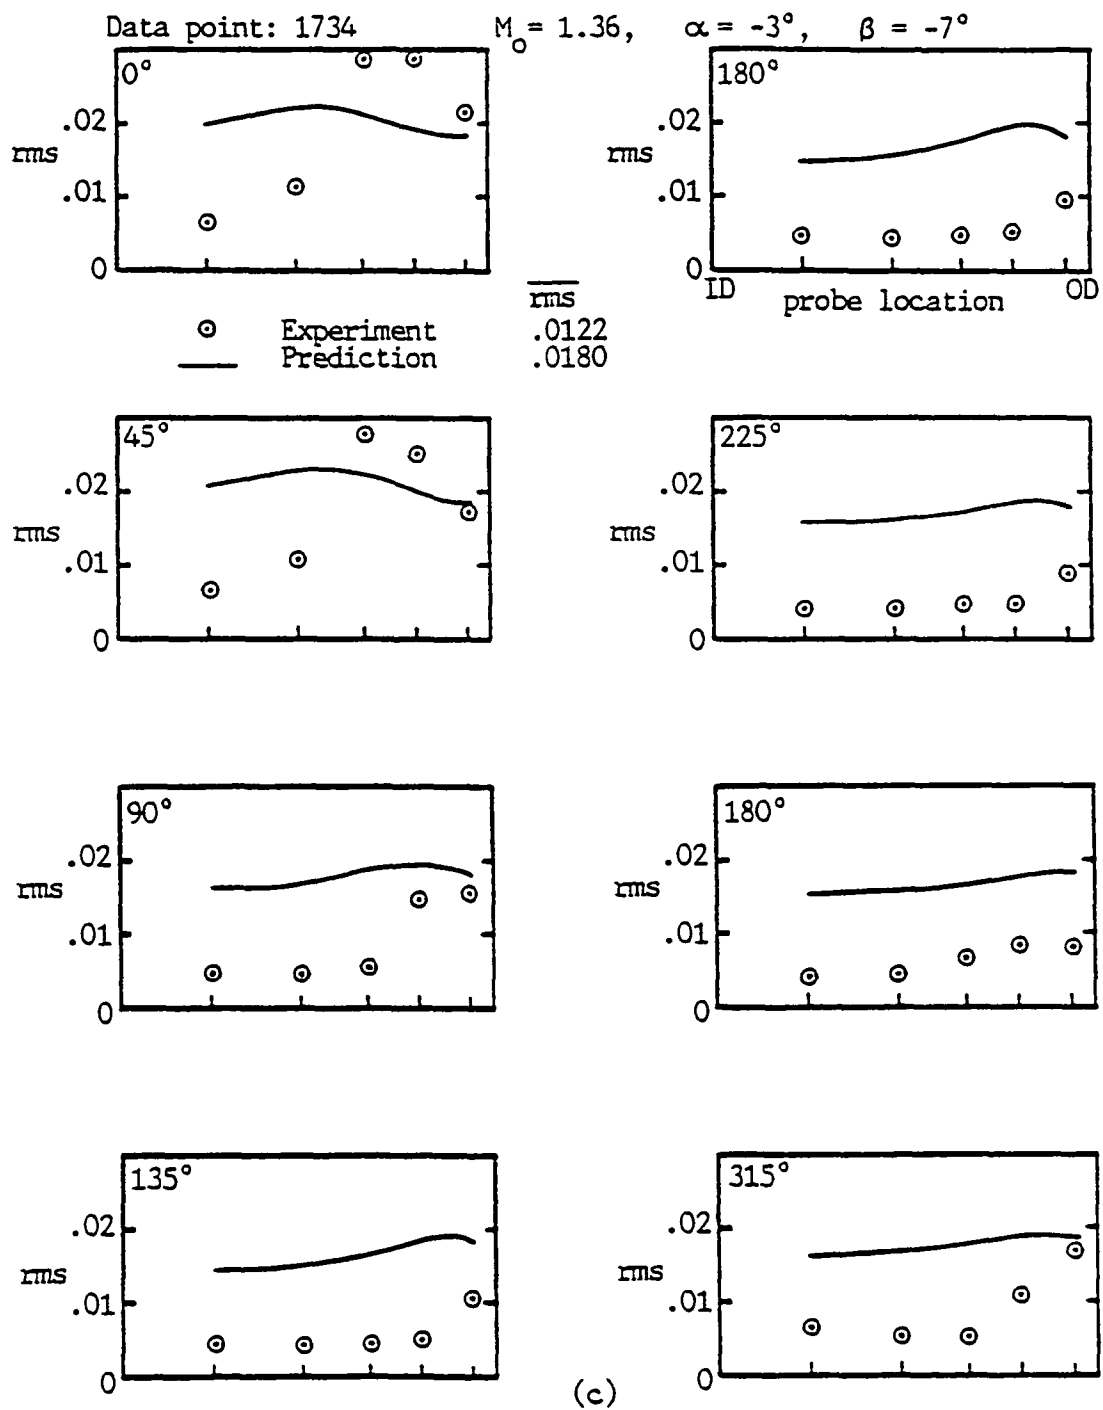 Data point: 1734 M₀ = 1.36, α = -3°, β = -7°
0°
.02
rms
.01
0
180°
.02
rms
.01
0
ID probe location OD
rms
Experiment .0122
Prediction .0180
45°
.02
rms
.01
0
225°
.02
rms
.01
0
90°
.02
rms
.01
0
180°
.02
rms
.01
0
135°
.02
rms
.01
0
315°
.02
rms
.01
0
(c)